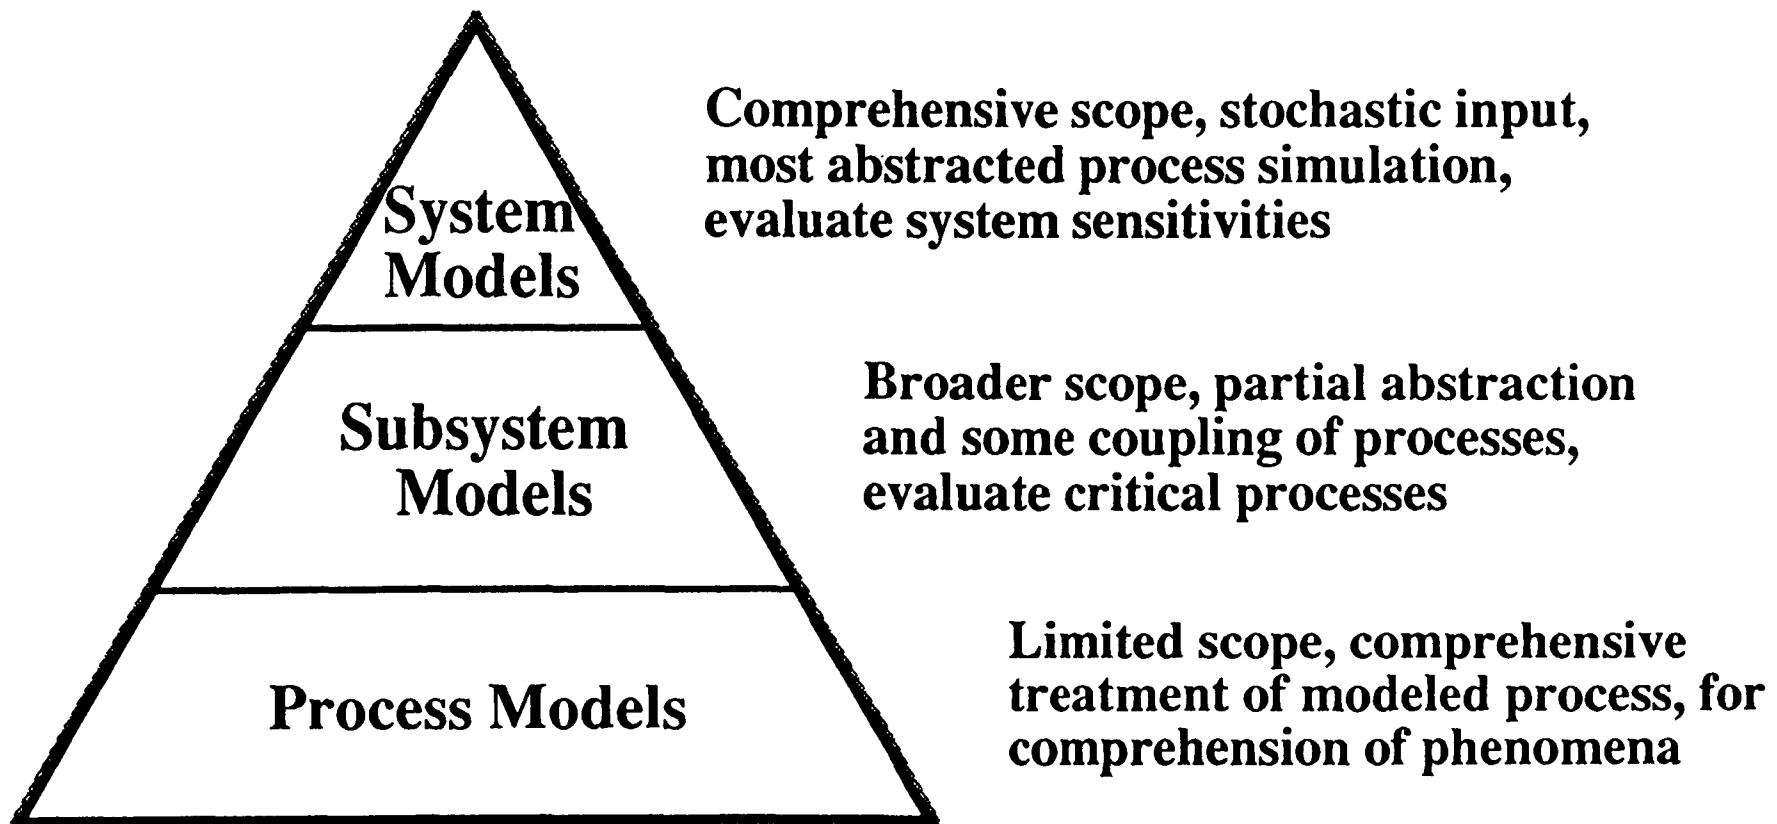 System
Models
Comprehensive scope, stochastic input,
most abstracted process simulation,
evaluate system sensitivities
Subsystem
Models
Broader scope, partial abstraction
and some coupling of processes,
evaluate critical processes
Process Models
Limited scope, comprehensive
treatment of modeled process, for
comprehension of phenomena